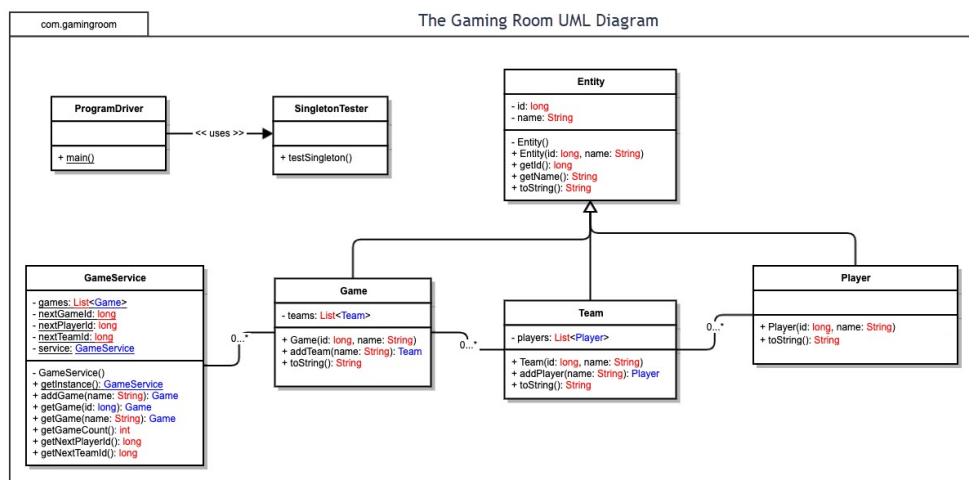 com.gamingroom
The Gaming Room UML Diagram
ProgramDriver
+ main()
<< uses >>
SingletonTester
+ testSingleton()
Entity
- id: long
- name: String
- Entity()
+ Entity(id: long, name: String)
+ getId(): long
+ getName(): String
+ toString(): String
GameService
- games: List<Game>
- nextGameId: long
- nextPlayerId: long
- nextTeamId: long
- service: GameService
- GameService()
+ getInstance(): GameService
+ addGame(name: String): Game
+ getGame(id: long): Game
+ getGame(name: String): Game
+ getGameCount(): int
+ getNextPlayerId(): long
+ getNextTeamId(): long
0...*
Game
- teams: List<Team>
+ Game(id: long, name: String)
+ addTeam(name: String): Team
+ toString(): String
0...*
Team
- players: List<Player>
+ Team(id: long, name: String)
+ addPlayer(name: String): Player
+ toString(): String
0...*
Player
+ Player(id: long, name: String)
+ toString(): String